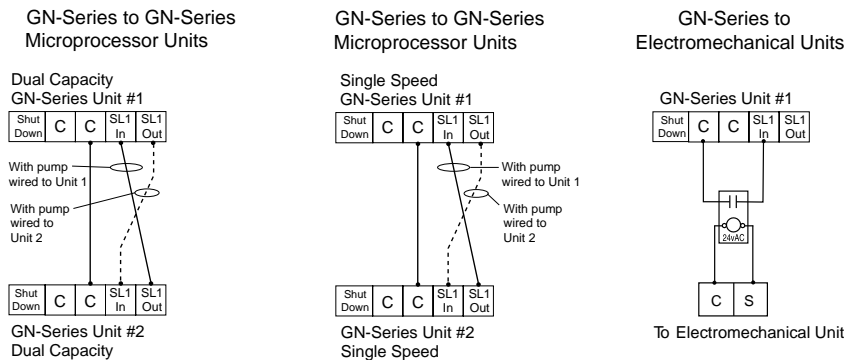 GN-Series to GN-Series
Microprocessor Units
Dual Capacity
GN-Series Unit #1
Shut Down C C SL1 In SL1 Out
With pump
wired to Unit 1
With pump
wired to
Unit 2
Shut Down C C SL1 In SL1 Out
GN-Series Unit #2
Dual Capacity
GN-Series to GN-Series
Microprocessor Units
Single Speed
GN-Series Unit #1
Shut Down C C SL1 In SL1 Out
With pump
wired to Unit 1
With pump
wired to
Unit 2
Shut Down C C SL1 In SL1 Out
GN-Series Unit #2
Single Speed
GN-Series to
Electromechanical Units
GN-Series Unit #1
Shut Down C C SL1 In SL1 Out
24vAC
C S
To Electromechanical Unit